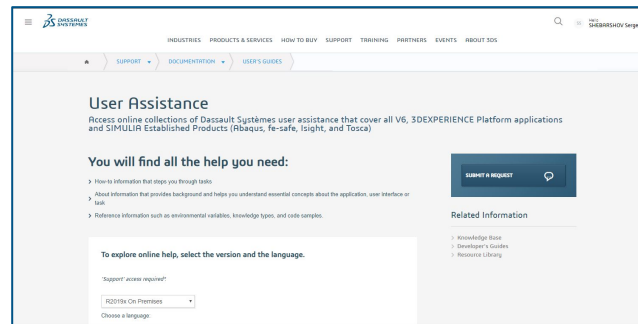 DASSAULT
SYSTEMES
Hello
SHEBARSHOV Serge
INDUSTRIES PRODUCTS & SERVICES HOW TO BUY SUPPORT TRAINING PARTNERS EVENTS ABOUT 3DS
SUPPORT DOCUMENTATION USER'S GUIDES
User Assistance
Access online collections of Dassault Systèmes user assistance that cover all V6, 3DEXPERIENCE Platform applications
and SIMULIA Established Products (Abaqus, fe-safe, Isight, and Tosca)
You will find all the help you need:
> How-to information that steps you through tasks
> About information that provides background and helps you understand essential concepts about the application, user interface or
task
> Reference information such as environmental variables, knowledge types, and code samples.
SUBMIT A REQUEST
Related Information
> Knowledge Base
> Developer's Guides
> Resource Library
To explore online help, select the version and the language.
'Support' access required*.
R2019x On Premises
Choose a language: